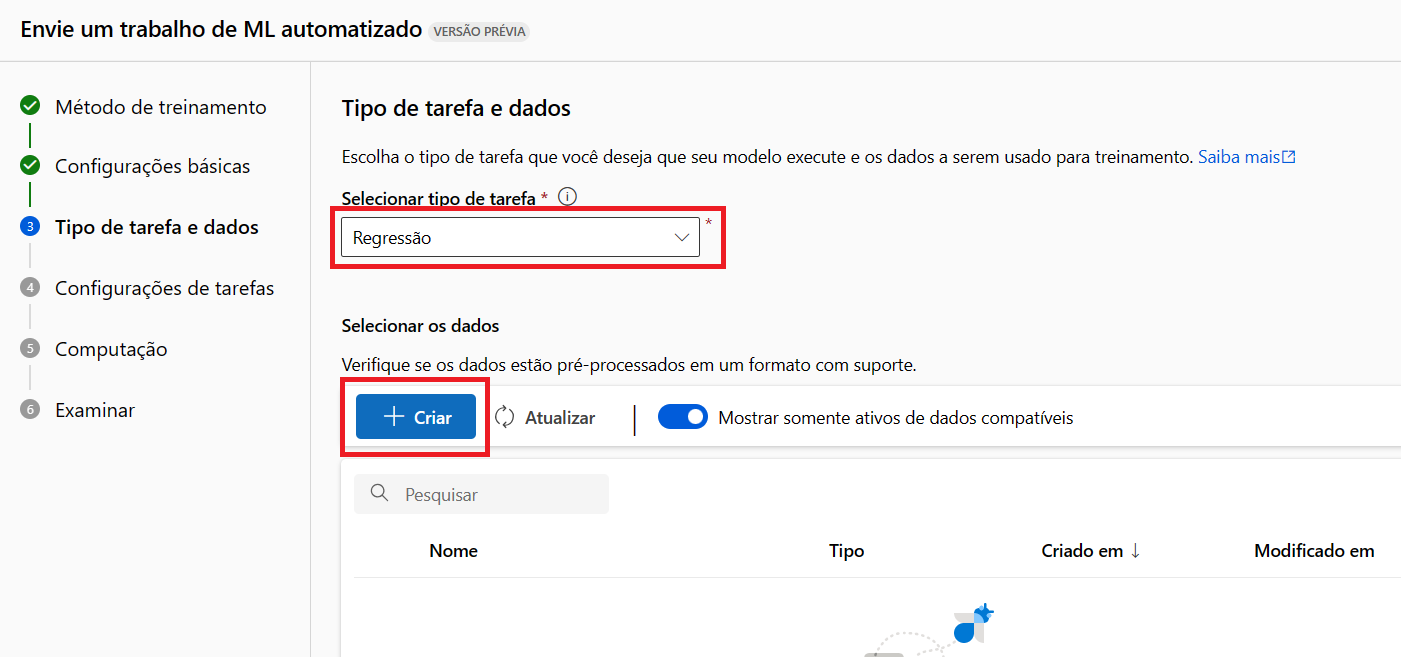 Envie um trabalho de ML automatizado VERSÃO PRÉVIA
Método de treinamento
Configurações básicas
3 Tipo de tarefa e dados
4 Configurações de tarefas
5 Computação
6 Examinar
Tipo de tarefa e dados
Escolha o tipo de tarefa que você deseja que seu modelo execute e os dados a serem usado para treinamento. Saiba mais
Selecionar tipo de tarefa *
Regressão *
Selecionar os dados
Verifique se os dados estão pré-processados em um formato com suporte.
+ Criar Atualizar Mostrar somente ativos de dados compatíveis
Pesquisar
Nome Tipo Criado em ↓ Modificado em